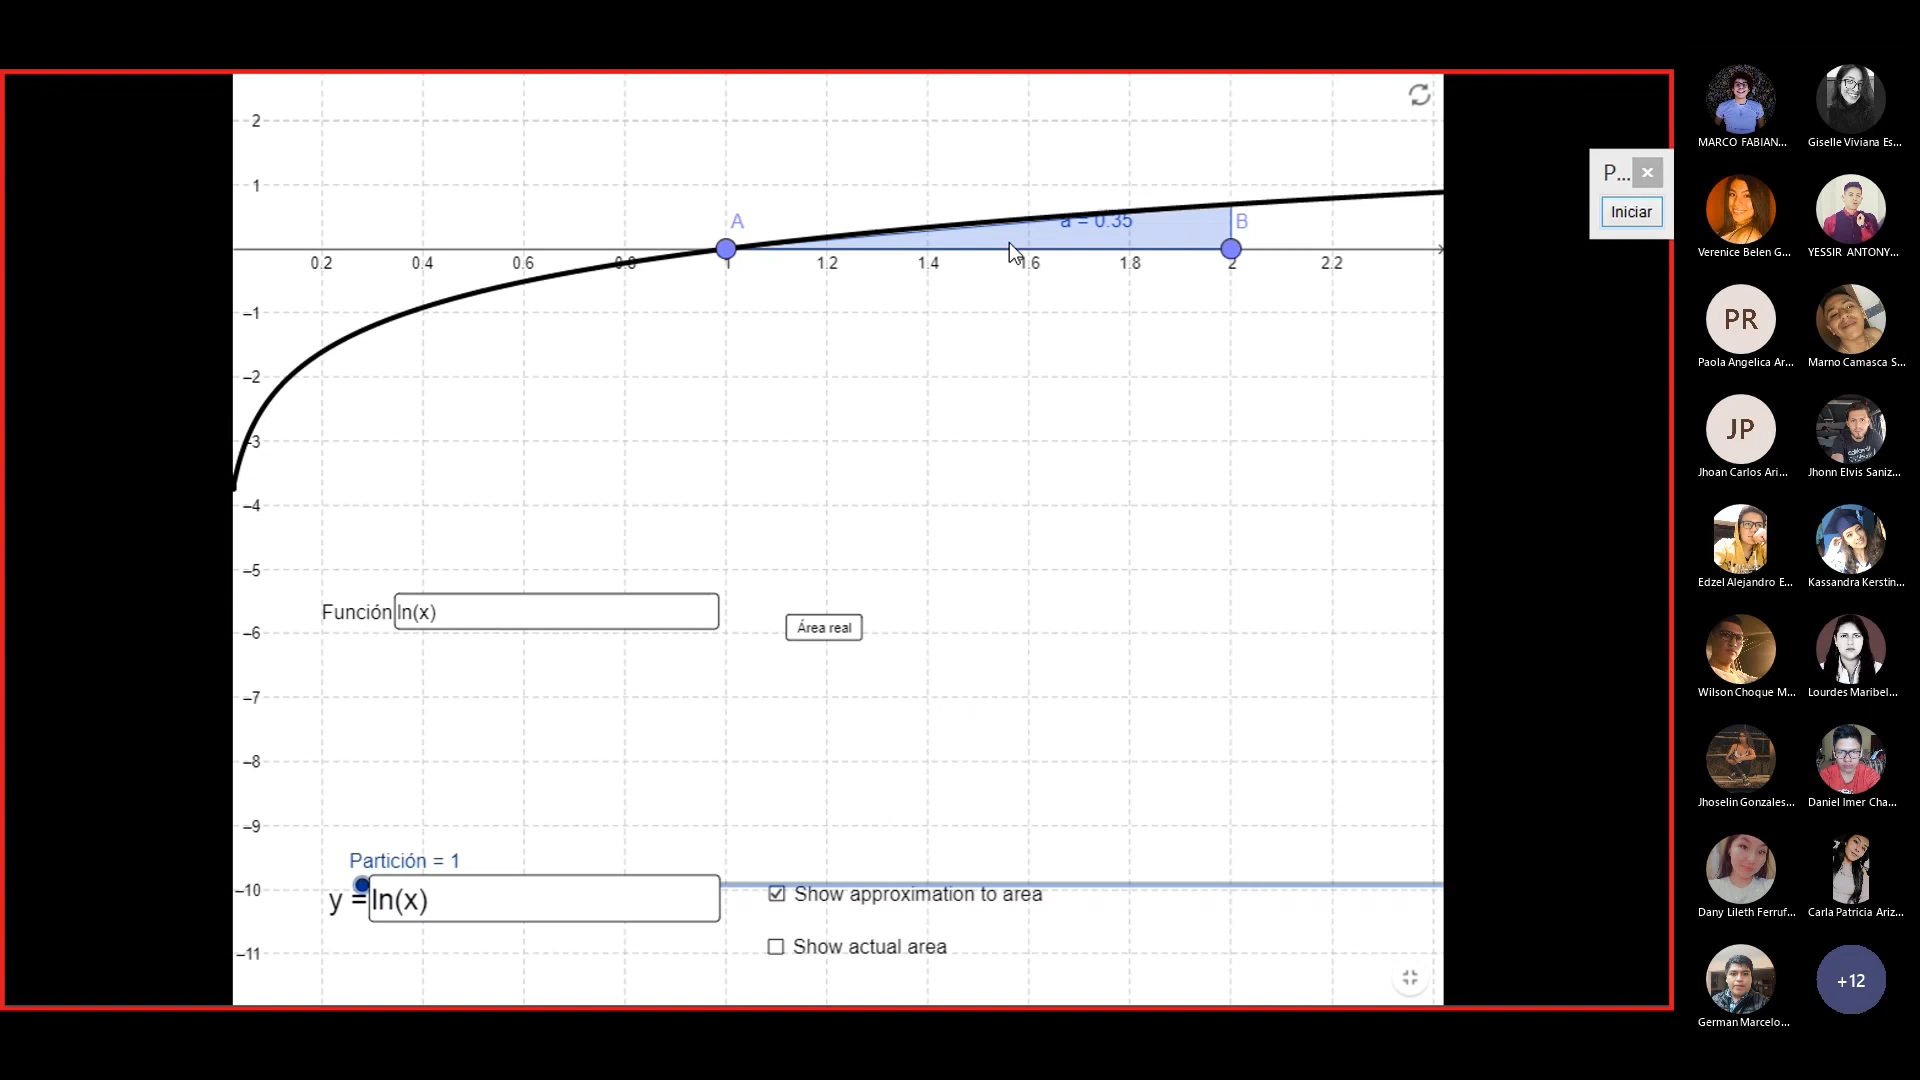 2
1
A
a = 0.35
B
0.2
0.4
0.6
0.8
1
1.2
1.4
1.6
1.8
2
2.2
–1
–2
–3
–4
–5
Función ln(x)
Área real
–6
–7
–8
–9
Partición = 1
–10
y = ln(x)
Show approximation to area
Show actual area
–11
P...
Iniciar
MARCO FABIAN...
Giselle Viviana Es...
Verenice Belen G...
YESSIR ANTONY...
PR
Paola Angelica Ar...
Marno Camasca S...
JP
Jhoan Carlos Ari...
Jhonn Elvis Saniz...
Edzel Alejandro E...
Kassandra Kerstin...
Wilson Choque M...
Lourdes Maribel...
Jhoselin Gonzales...
Daniel Imer Cha...
Dany Lileth Ferruf...
Carla Patricia Ariz...
German Marcelo...
+12